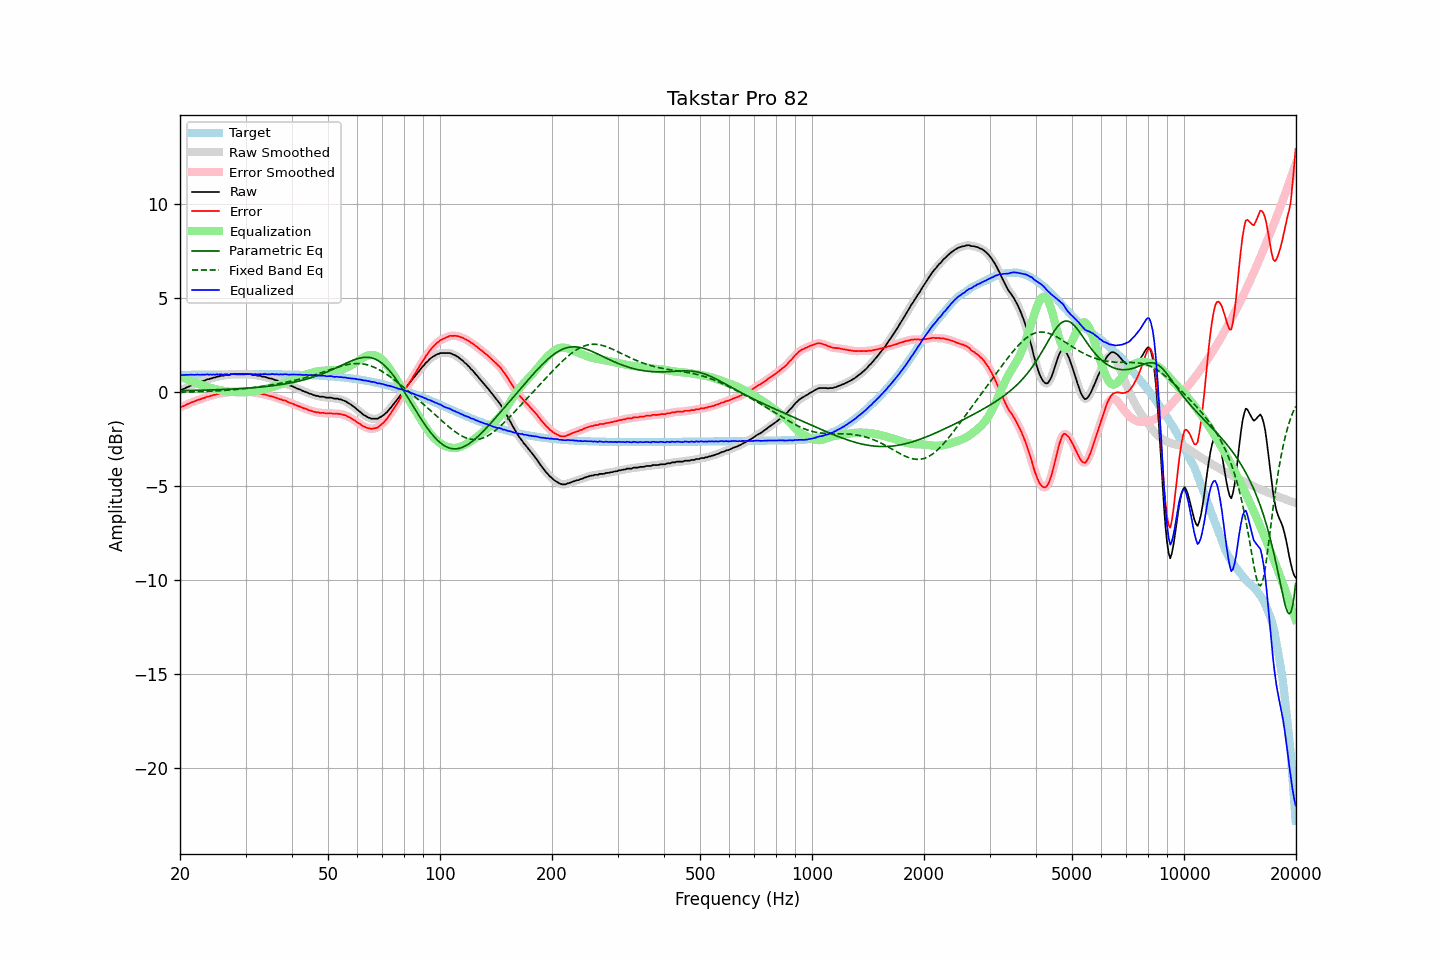 Takstar Pro 82
Target
Raw Smoothed
Error Smoothed
Raw
Error
Equalization
Parametric Eq
Fixed Band Eq
Equalized
Amplitude (dBr)
10
5
0
−5
−10
−15
−20
20 50 100 200 500 1000 2000 5000 10000 20000
Frequency (Hz)